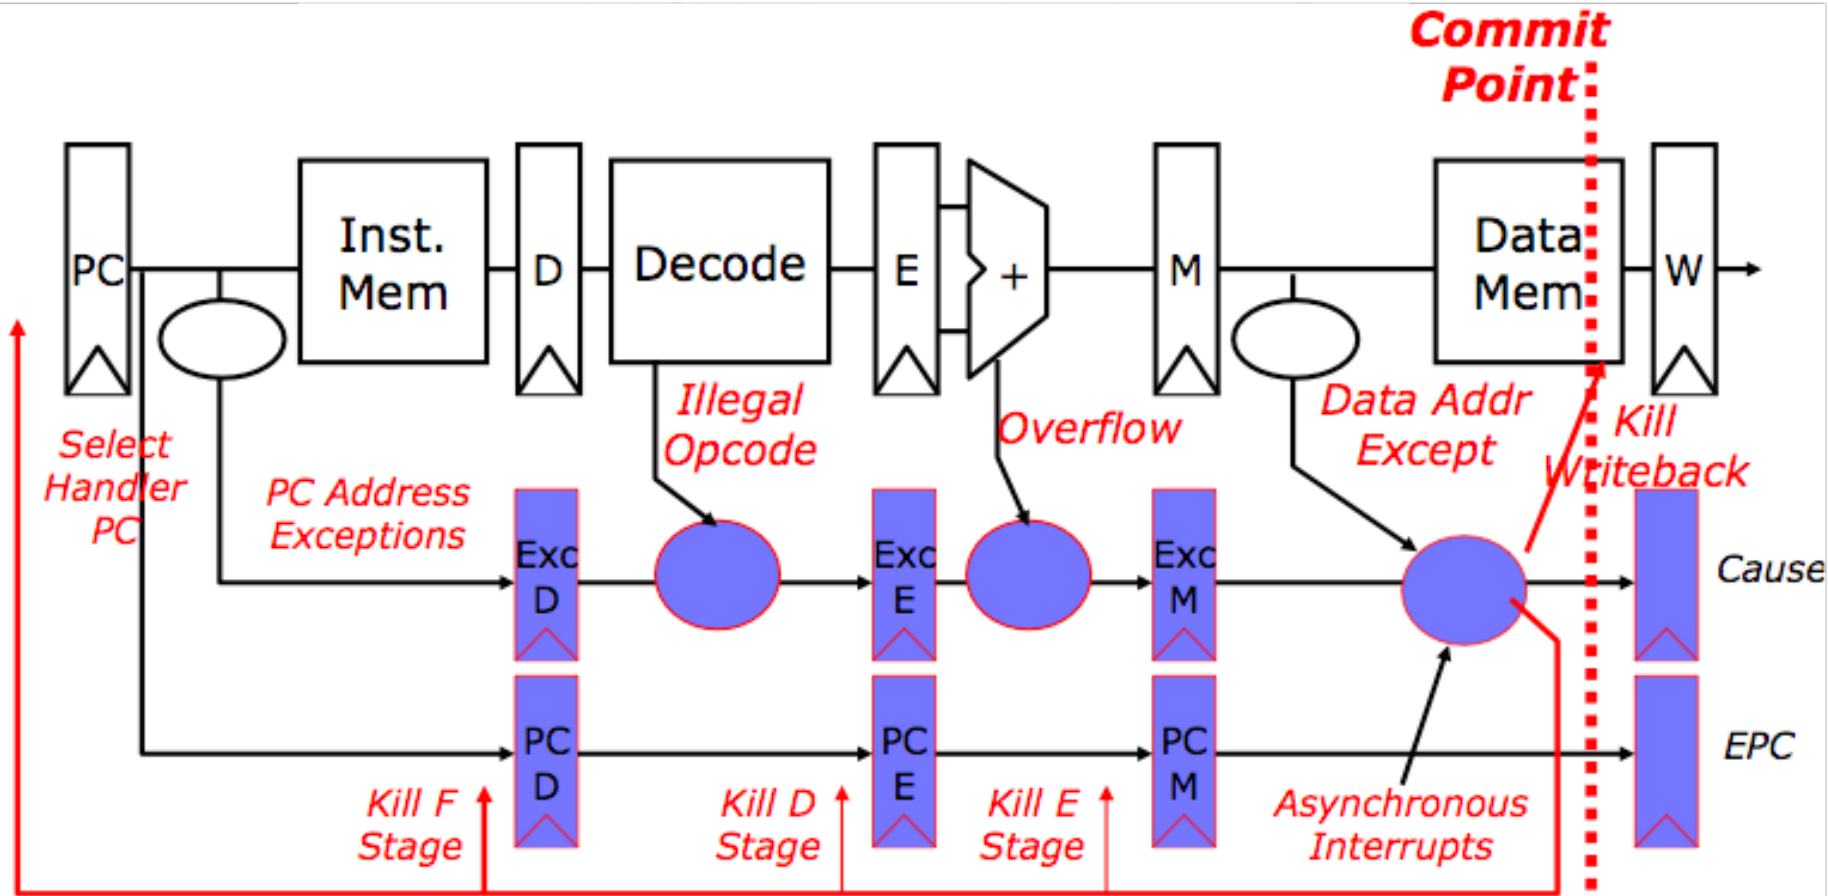 Commit
Point
PC
Inst.
Mem
D
Decode
E
+
M
Data
Mem
W
Select
Handler
PC
PC Address
Exceptions
Illegal
Opcode
Overflow
Data Addr
Except
Kill
Writeback
Exc
D
Exc
E
Exc
M
Cause
PC
D
PC
E
PC
M
EPC
Kill F
Stage
Kill D
Stage
Kill E
Stage
Asynchronous
Interrupts